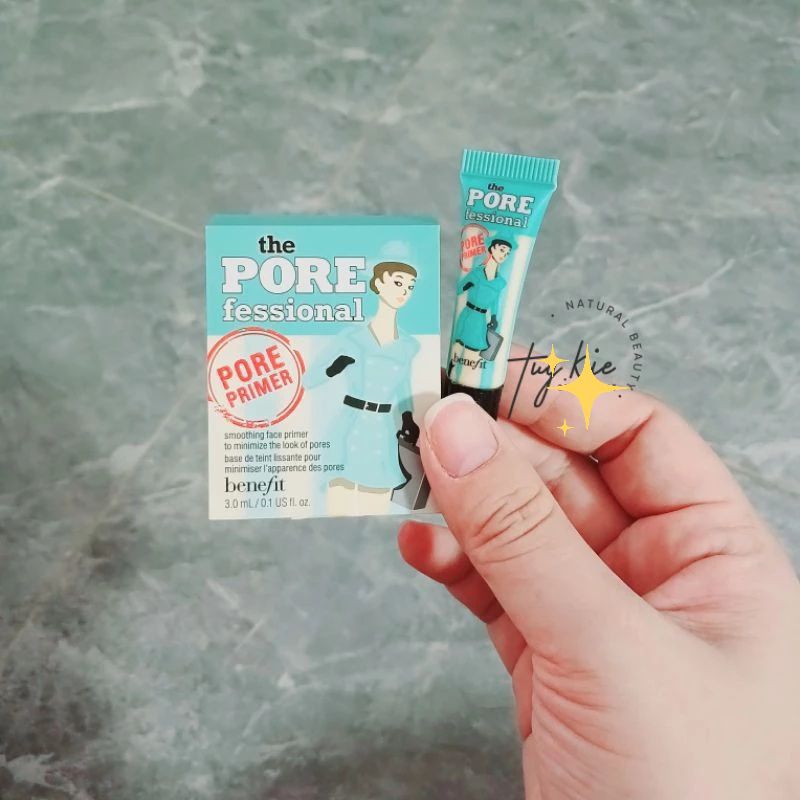 the
PORE
fessional
PORE
PRIMER
smoothing face primer
to minimize the look of pores
base de teint lissante pour
minimiser l'apparence des pores
benefit
3.0 mL / 0.1 US fl. oz.
the
PORE
fessional
PORE
PRIMER
benefit
NATURAL BEAUTY